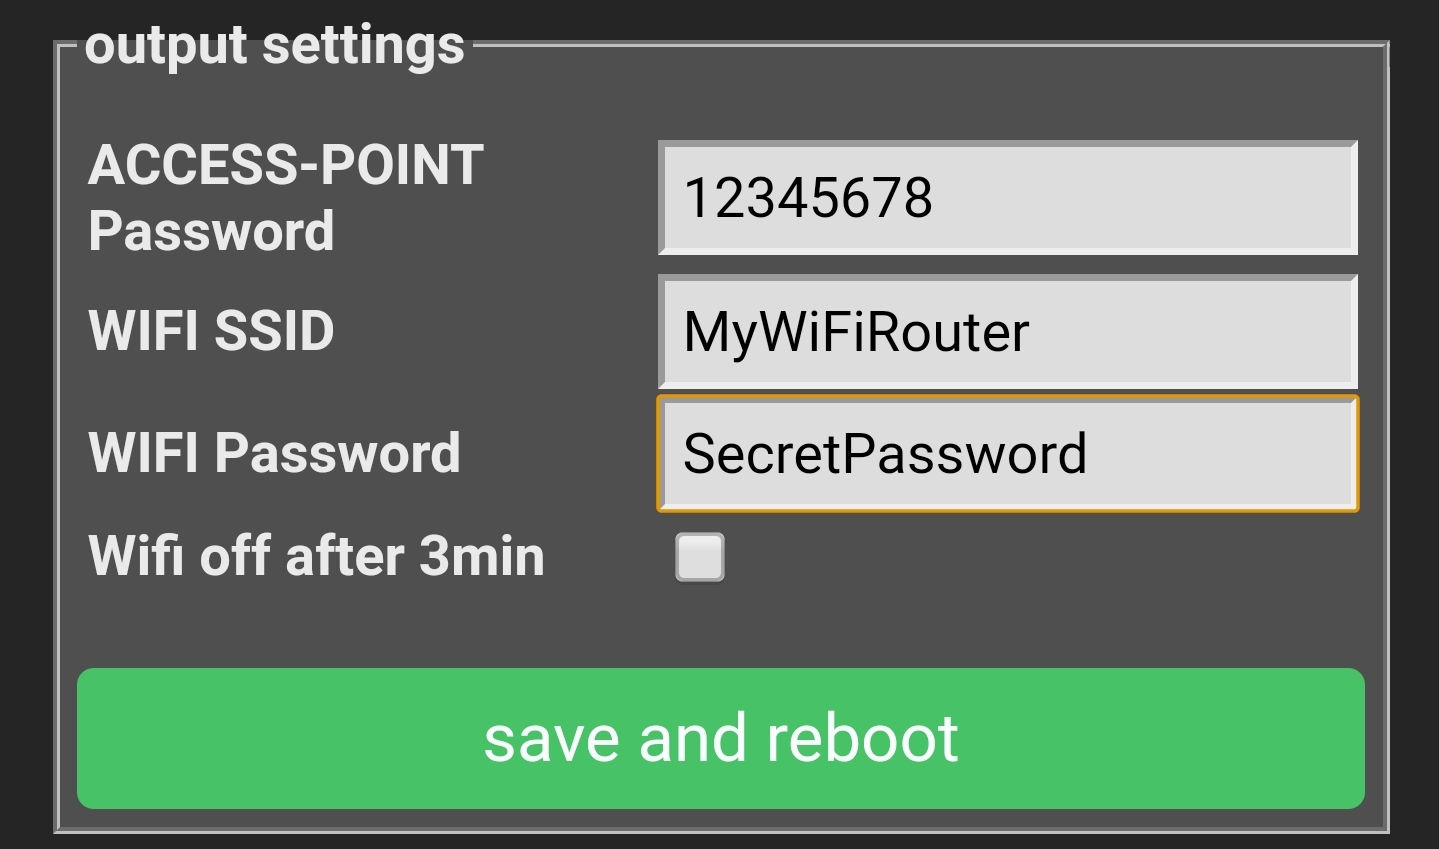 output settings
ACCESS-POINT
Password
12345678
WIFI SSID
MyWiFiRouter
WIFI Password
SecretPassword
Wifi off after 3min
save and reboot